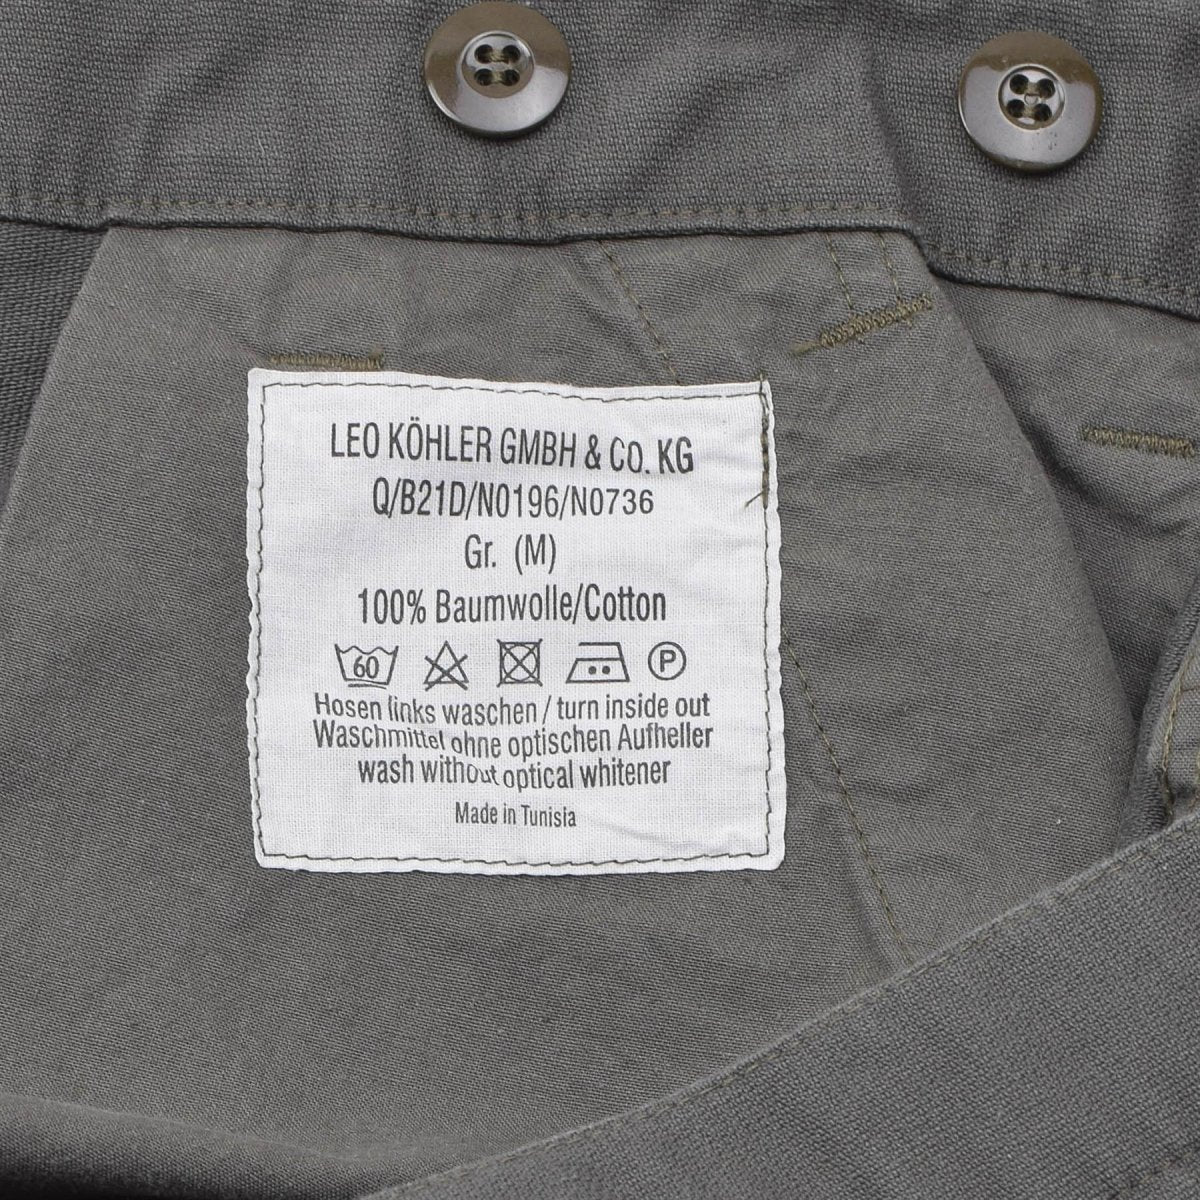 LEO KÖHLER GMBH & CO. KG
Q/B21D/N0196/N0736
Gr. (M)
100% Baumwolle/Cotton
60 P
Hosen links waschen / turn inside out
Waschmittel ohne optischen Aufheller
wash without optical whitener
Made in Tunisia